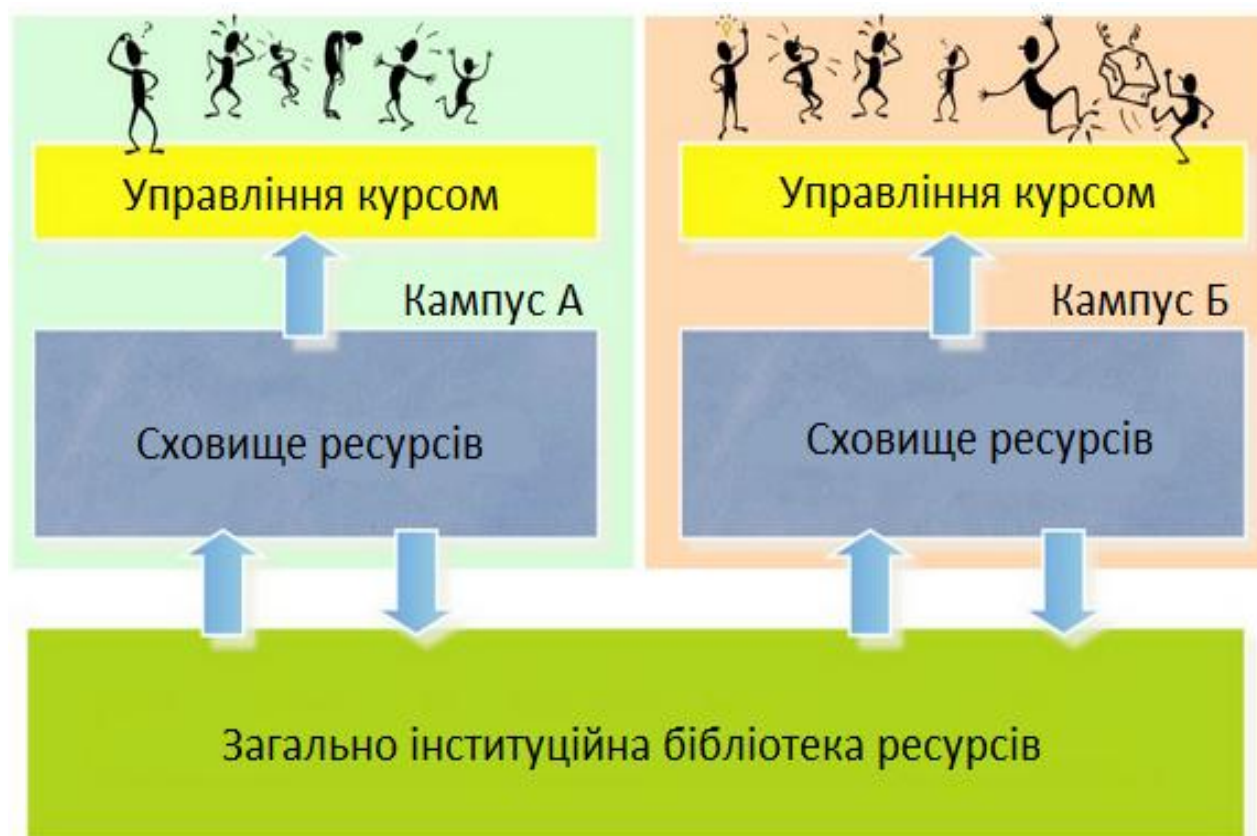 Управління курсом
Управління курсом
Кампус А
Кампус Б
Сховище ресурсів
Сховище ресурсів
Загально інституційна бібліотека ресурсів